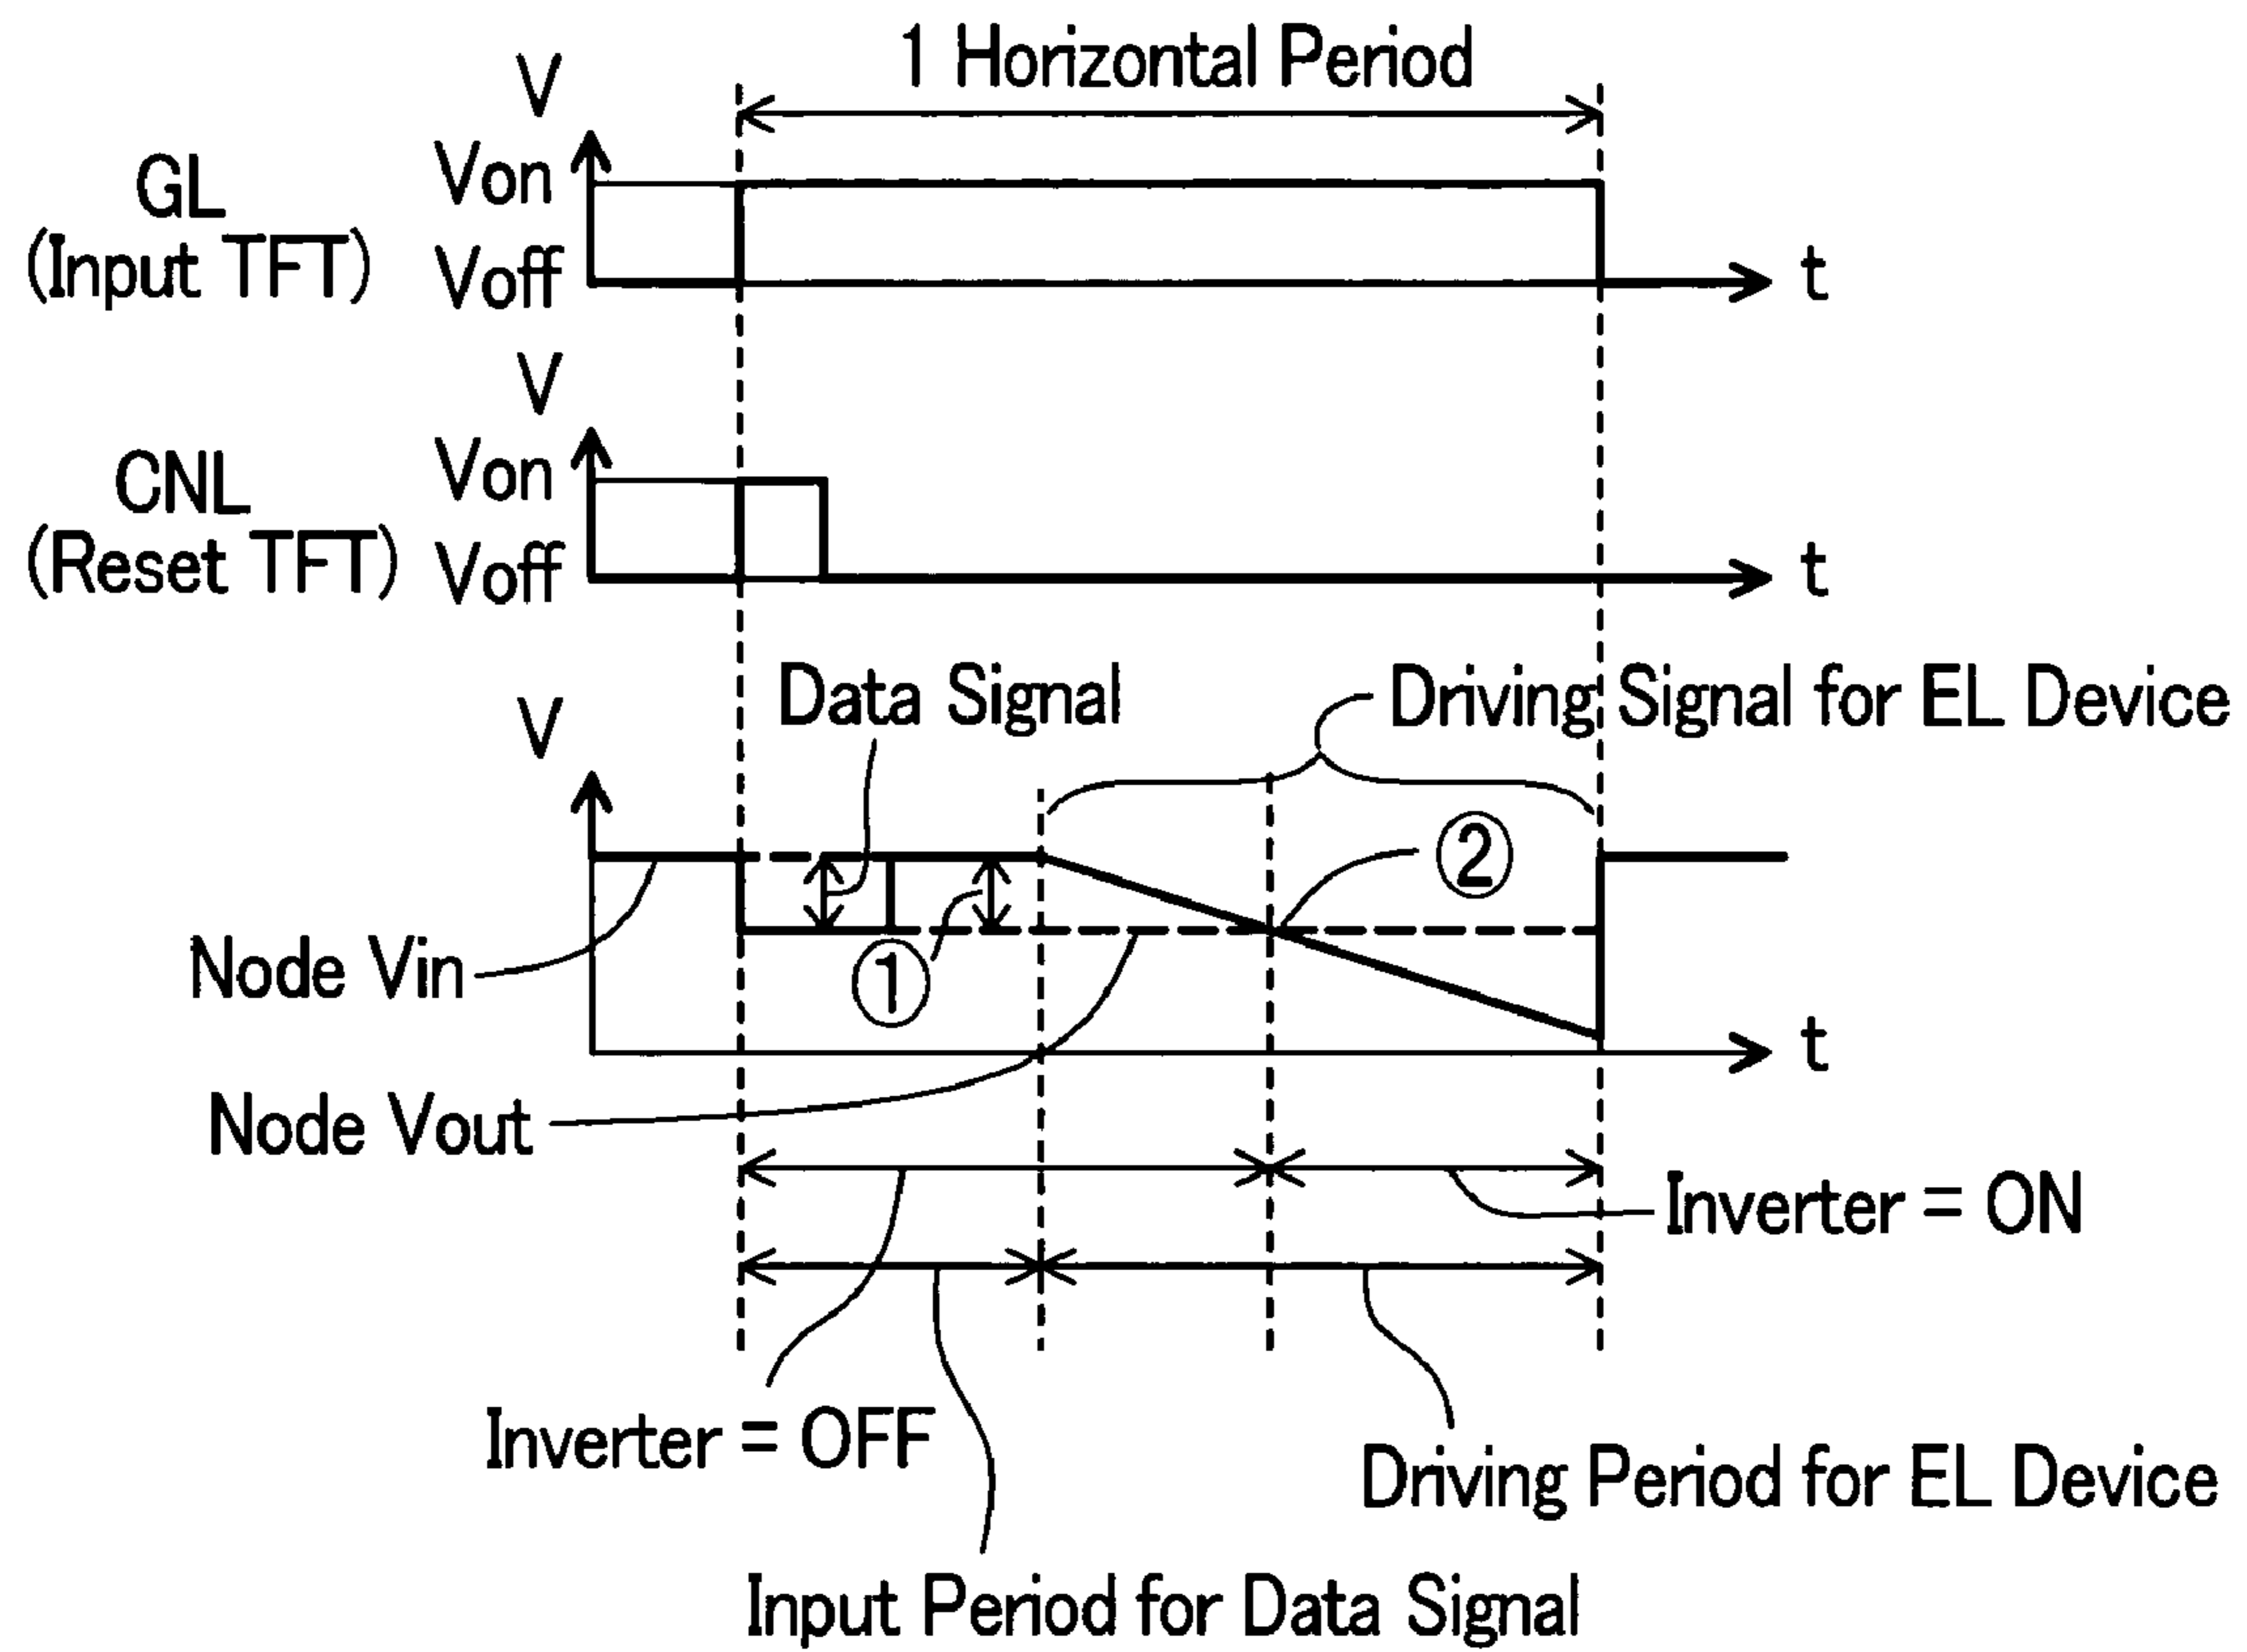 1 Horizontal Period
V
GL
(Input TFT)
Von
Voff
t
V
CNL
(Reset TFT)
Von
Voff
t
Data Signal
Driving Signal for EL Device
V
②
Node Vin
①
t
Node Vout
Inverter = ON
Inverter = OFF
Driving Period for EL Device
Input Period for Data Signal